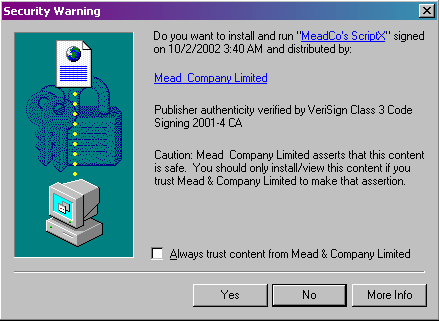 Security Warning
Do you want to install and run "MeadCo's ScriptX" signed
on 10/2/2002 3:40 AM and distributed by:
Mead  Company Limited
Publisher authenticity verified by VeriSign Class 3 Code
Signing 2001-4 CA
Caution: Mead  Company Limited asserts that this content
is safe.  You should only install/view this content if you
trust Mead & Company Limited to make that assertion.
Always trust content from Mead & Company Limited
Yes
No
More Info